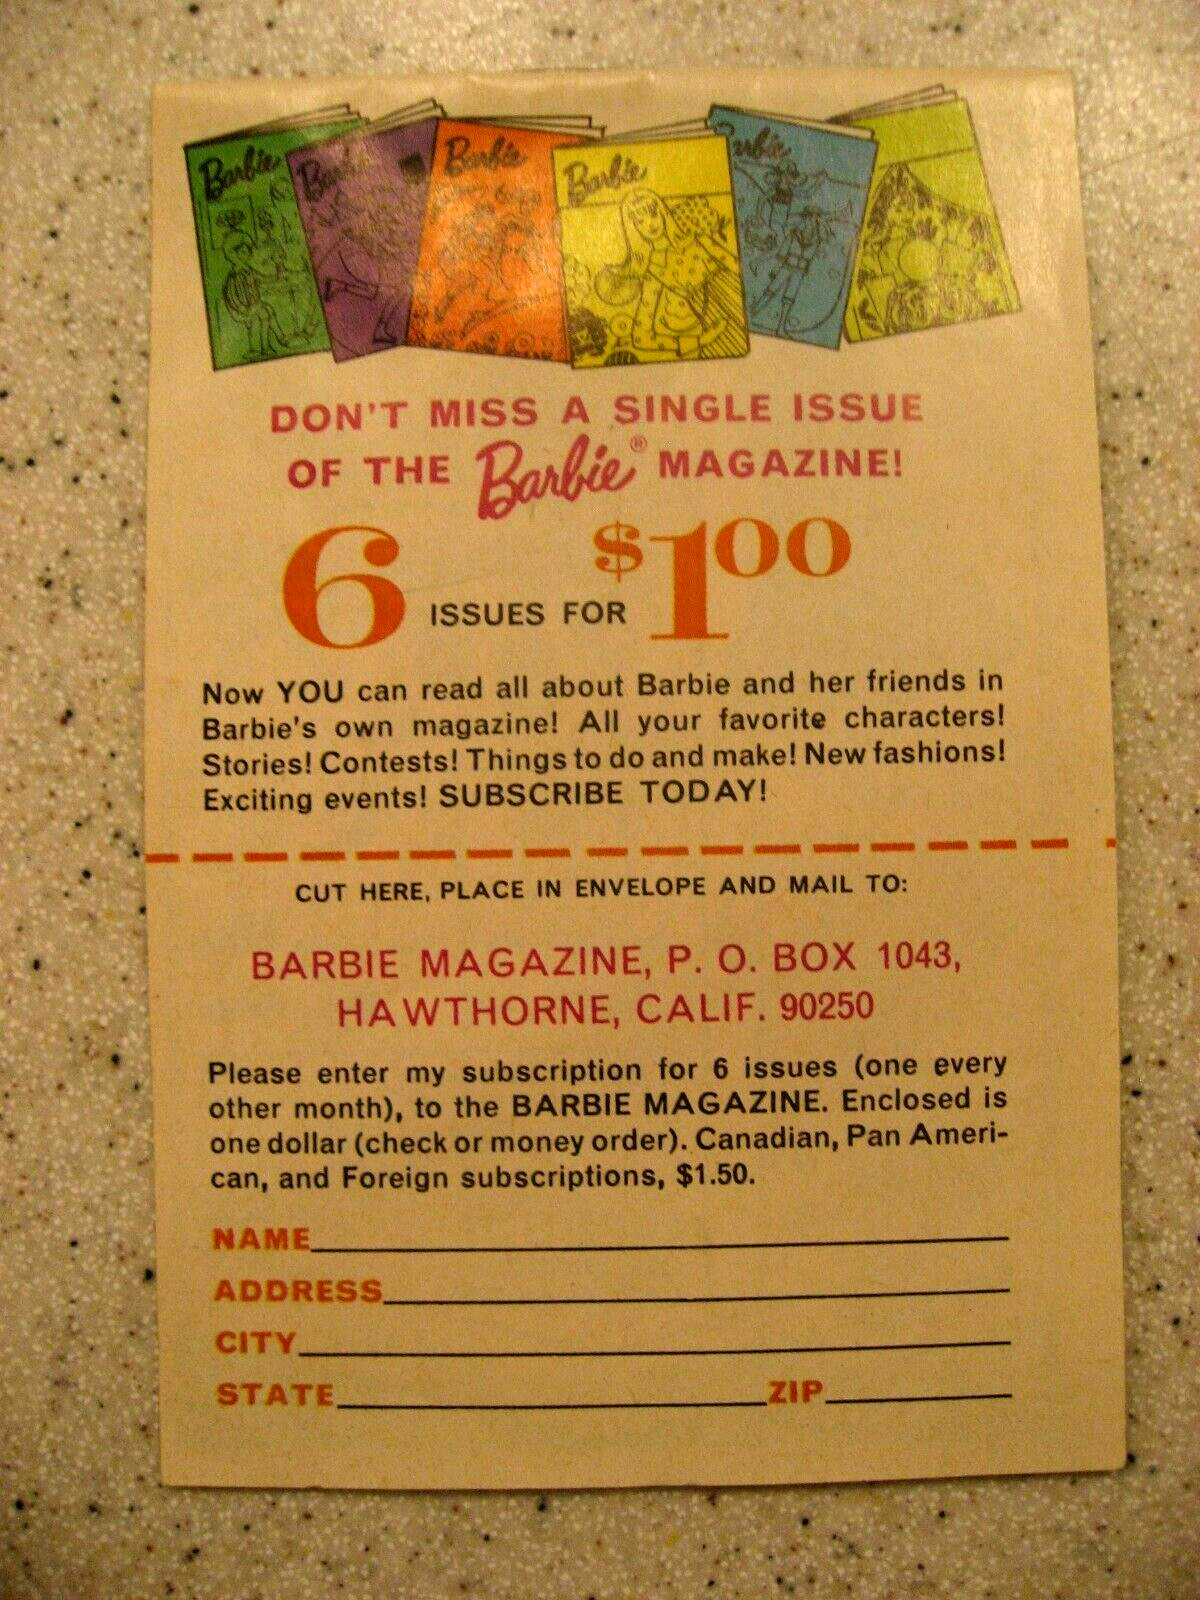 Barbie
Barbie
Barbie
Barbie
Barbie
DON'T MISS A SINGLE ISSUE
OF THE Barbie® MAGAZINE!
6 ISSUES FOR $1.00
Now YOU can read all about Barbie and her friends in
Barbie's own magazine! All your favorite characters!
Stories! Contests! Things to do and make! New fashions!
Exciting events! SUBSCRIBE TODAY!
CUT HERE, PLACE IN ENVELOPE AND MAIL TO:
BARBIE MAGAZINE, P. O. BOX 1043,
HAWTHORNE, CALIF. 90250
Please enter my subscription for 6 issues (one every
other month), to the BARBIE MAGAZINE. Enclosed is
one dollar (check or money order). Canadian, Pan Ameri-
can, and Foreign subscriptions, $1.50.
NAME
ADDRESS
CITY
STATE ZIP